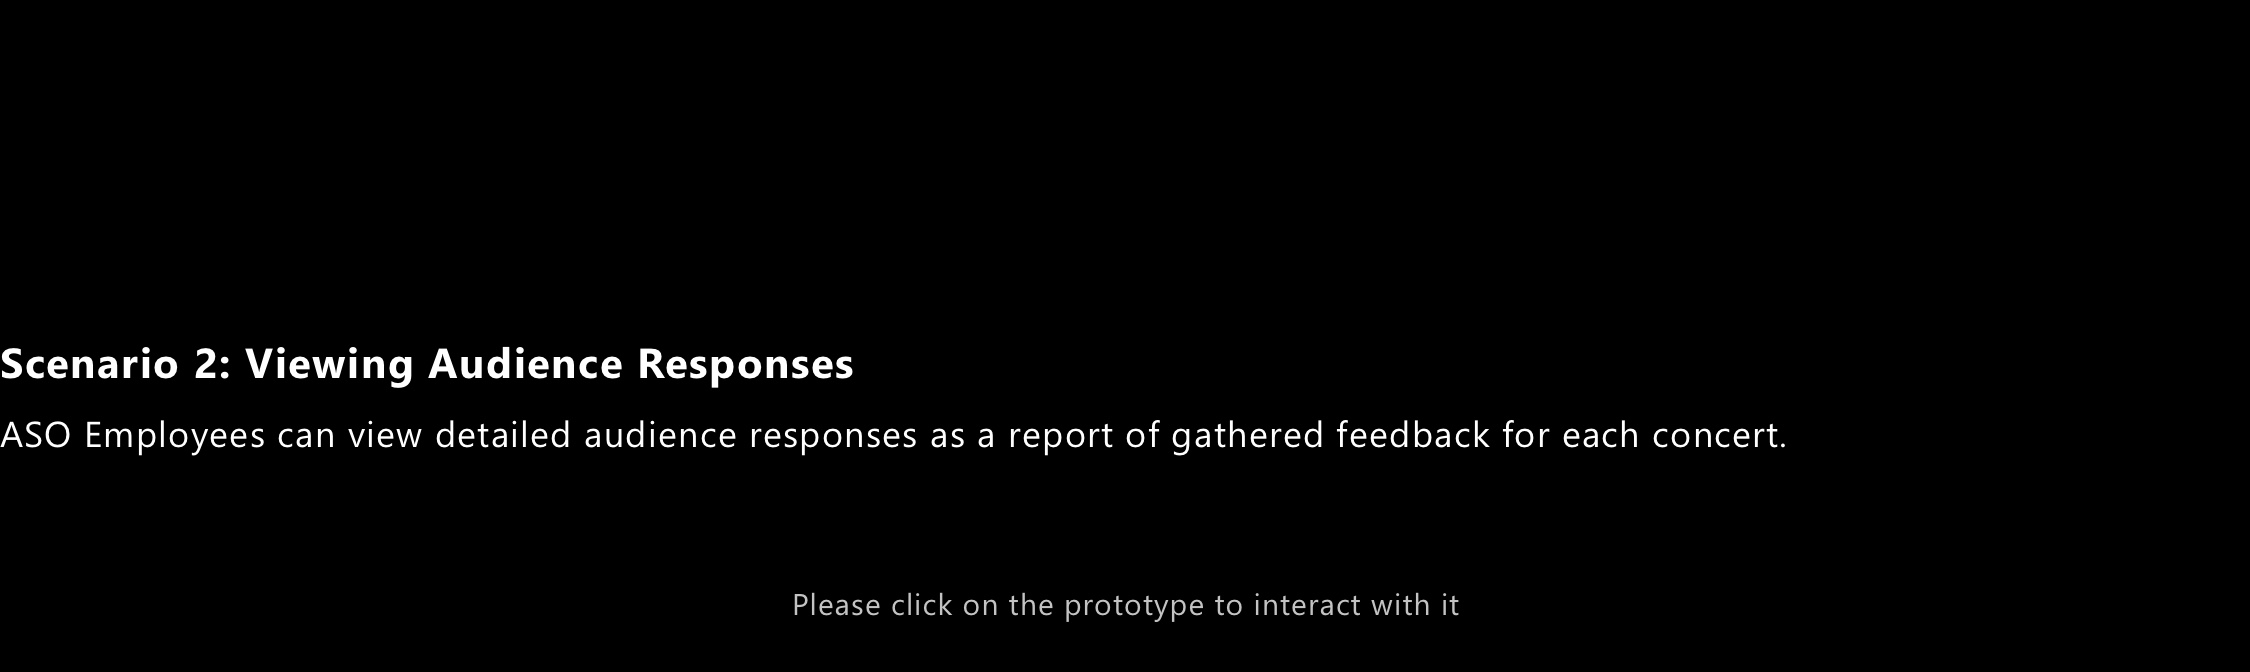 Scenario 2: Viewing Audience Responses
ASO Employees can view detailed audience responses as a report of gathered feedback for each concert.
Please click on the prototype to interact with it